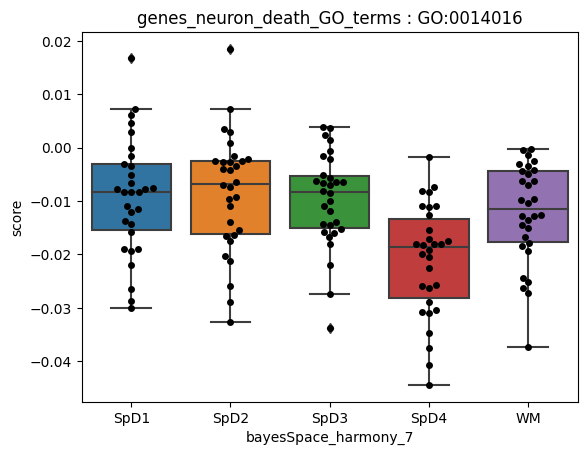 genes_neuron_death_GO_terms : GO:0014016
0.02
0.01
0.00
−0.01
−0.02
−0.03
−0.04
score
SpD1 SpD2 SpD3 SpD4 WM
bayesSpace_harmony_7